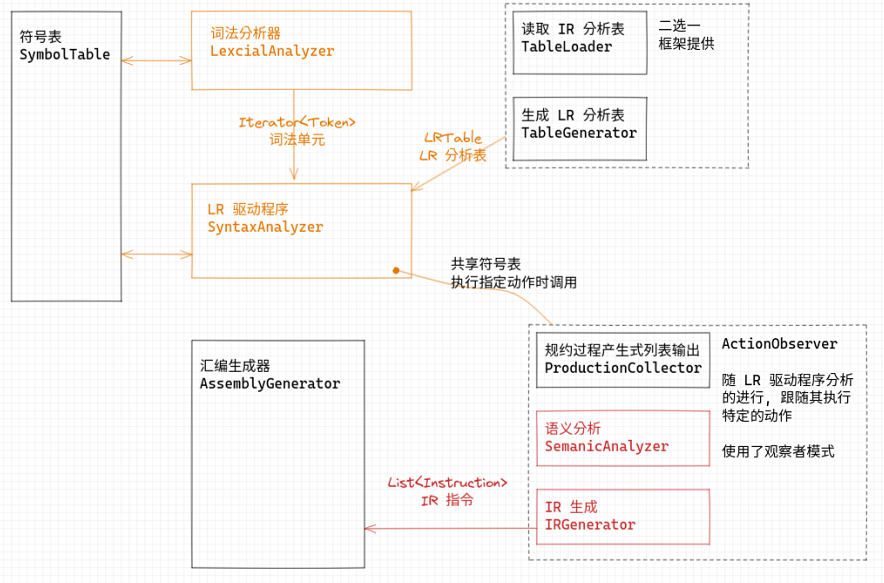 符号表
SymbolTable
词法分析器
LexcialAnalyzer
Iterator<Token>
词法单元
LRTable
LR 分析表
读取 IR 分析表
TableLoader
二选一
框架提供
生成 LR 分析表
TableGenerator
LR 驱动程序
SyntaxAnalyzer
共享符号表
执行指定动作时调用
汇编生成器
AssemblyGenerator
规约过程产生式列表输出
ProductionCollector
ActionObserver
随 LR 驱动程序分析
的进行, 跟随其执行
特定的动作
使用了观察者模式
语义分析
SemanicAnalyzer
List<Instruction>
IR 指令
IR 生成
IRGenerator